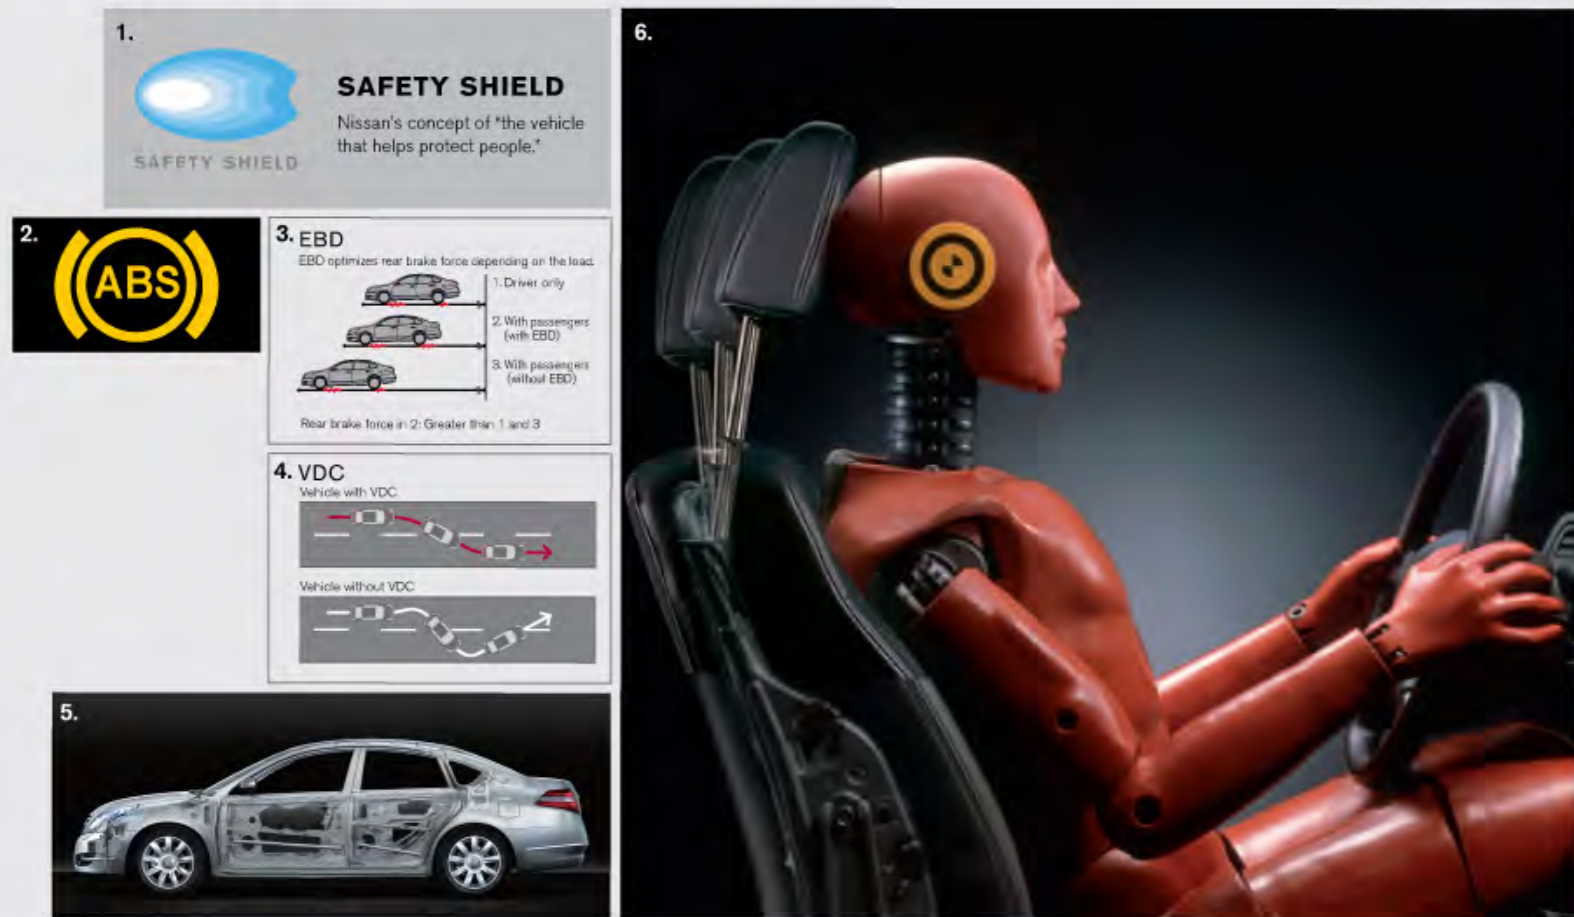 1.
SAFETY SHIELD
SAFETY SHIELD
Nissan's concept of "the vehicle
that helps protect people."
2.
ABS
3. EBD
EBD optimizes rear brake force depending on the load.
1. Driver only
2. With passengers
(with EBD)
3. With passengers
(without EBD)
Rear brake force in 2: Greater than 1 and 3
4. VDC
Vehicle with VDC
Vehicle without VDC
5.
6.